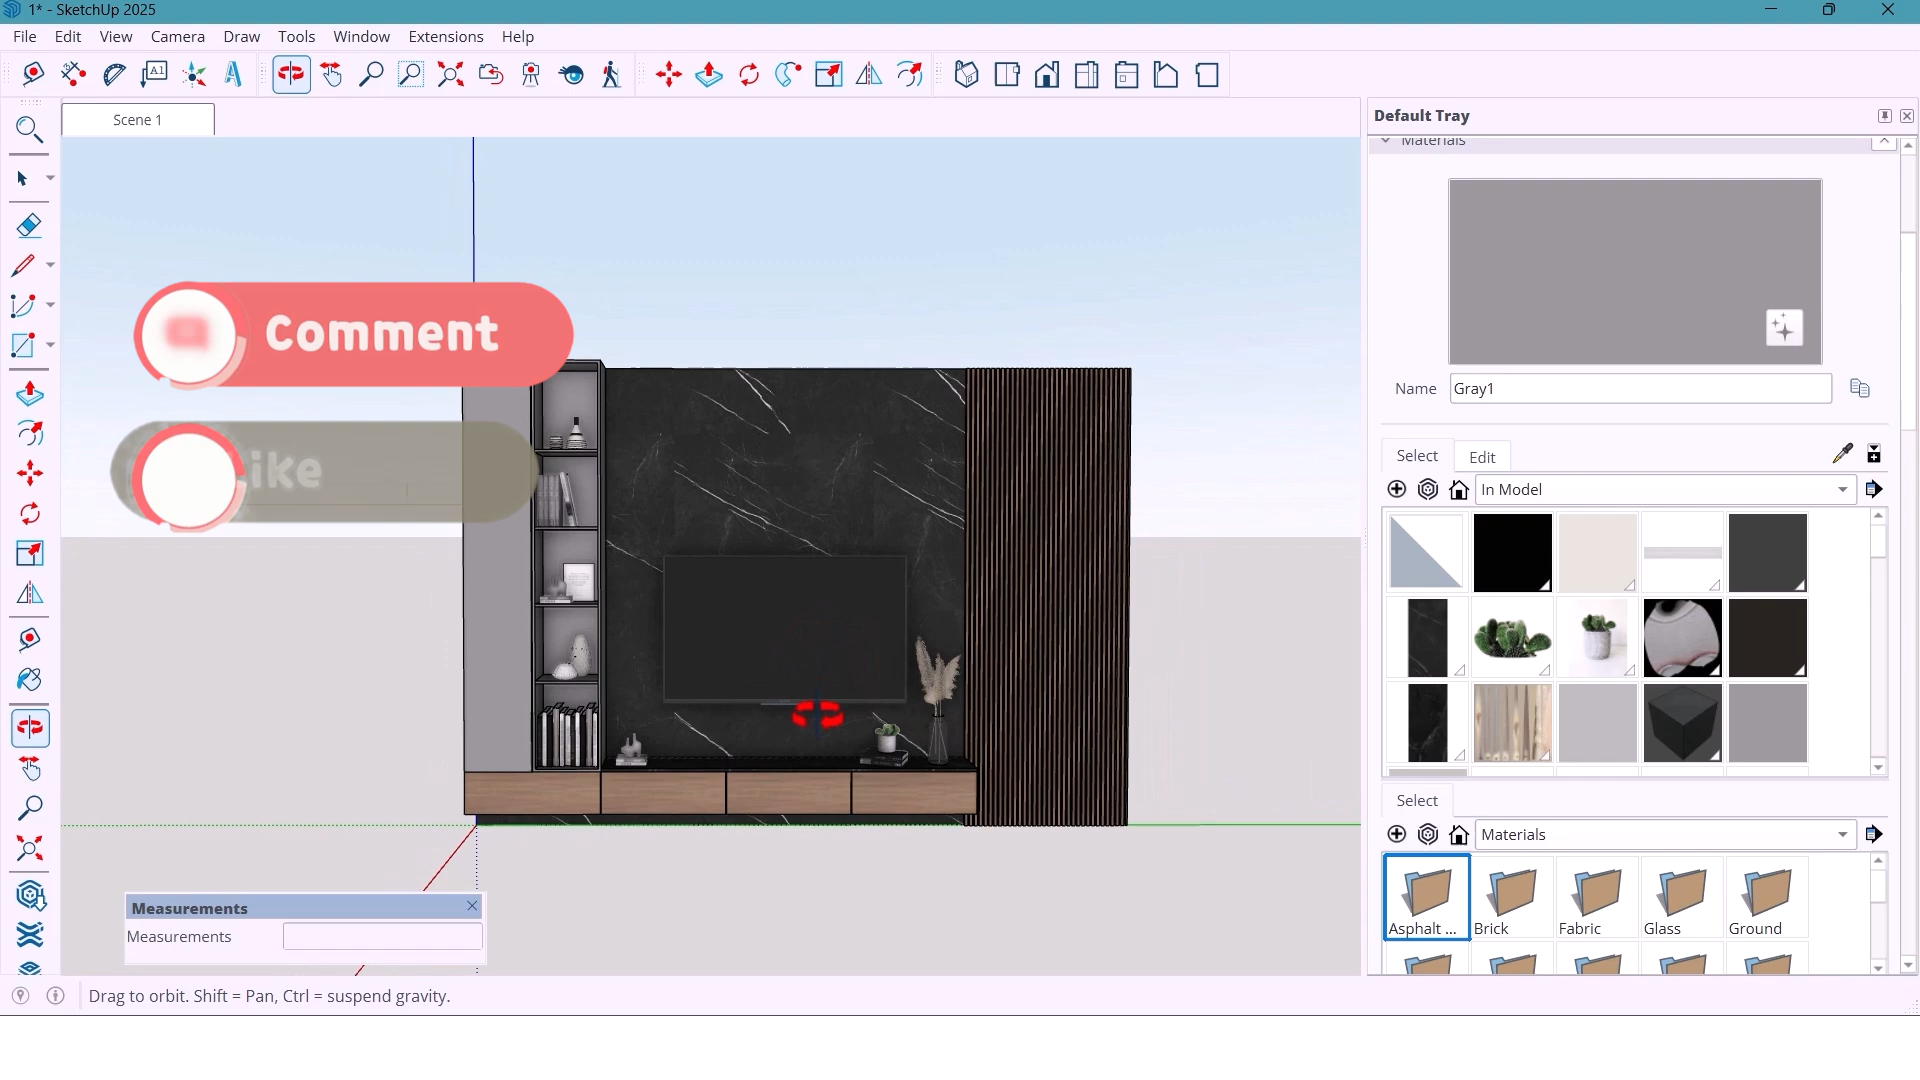 1* - SketchUp 2025
File Edit View Camera Draw Tools Window Extensions Help
A1
Scene 1
Default Tray
Materials
Comment
ike
Name Gray1
Select Edit
In Model
Select
Materials
Asphalt ... Brick Fabric Glass Ground
Measurements
Measurements
Drag to orbit. Shift = Pan, Ctrl = suspend gravity.